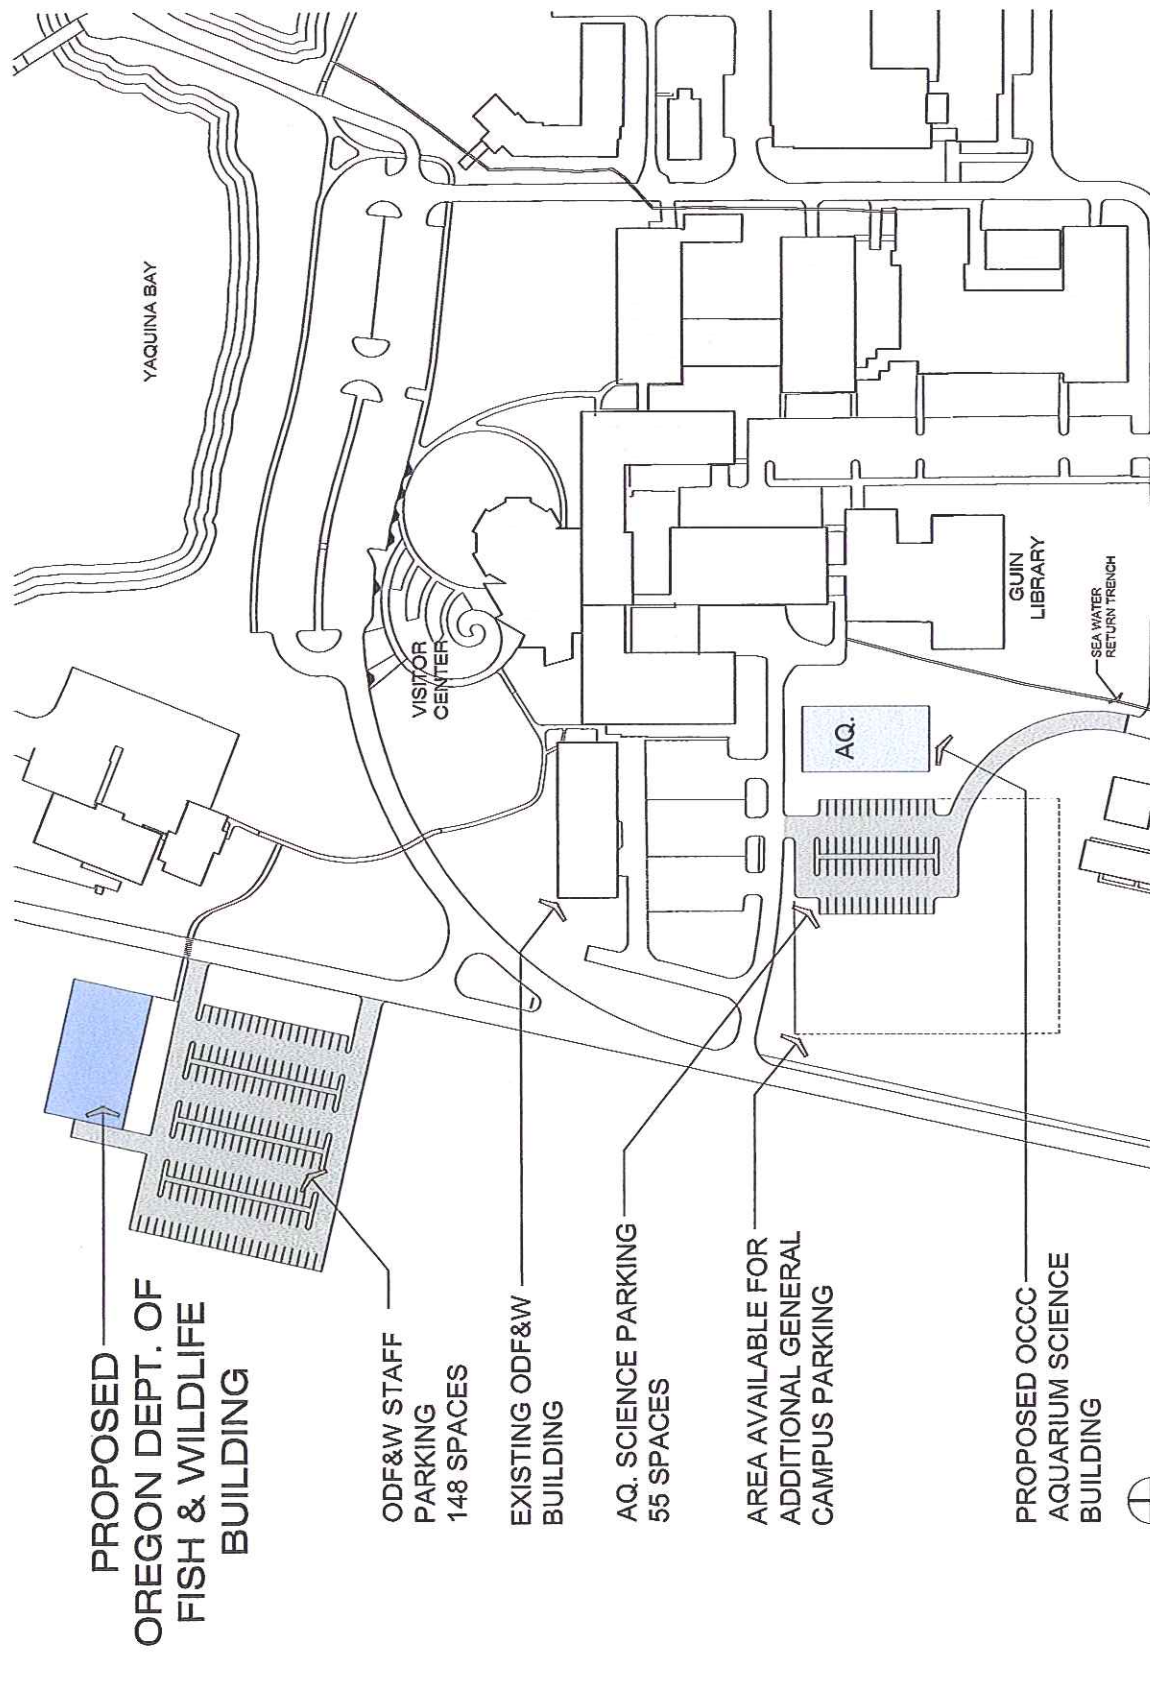 PROPOSED
OREGON DEPT. OF
FISH & WILDLIFE
BUILDING
ODF&W STAFF
PARKING
148 SPACES
EXISTING ODF&W
BUILDING
AQ. SCIENCE PARKING
55 SPACES
AREA AVAILABLE FOR
ADDITIONAL GENERAL
CAMPUS PARKING
PROPOSED OCCC
AQUARIUM SCIENCE
BUILDING
YAQUINA BAY
VISITOR
CENTER
AQ.
GUIN
LIBRARY
SEA WATER
RETURN TRENCH